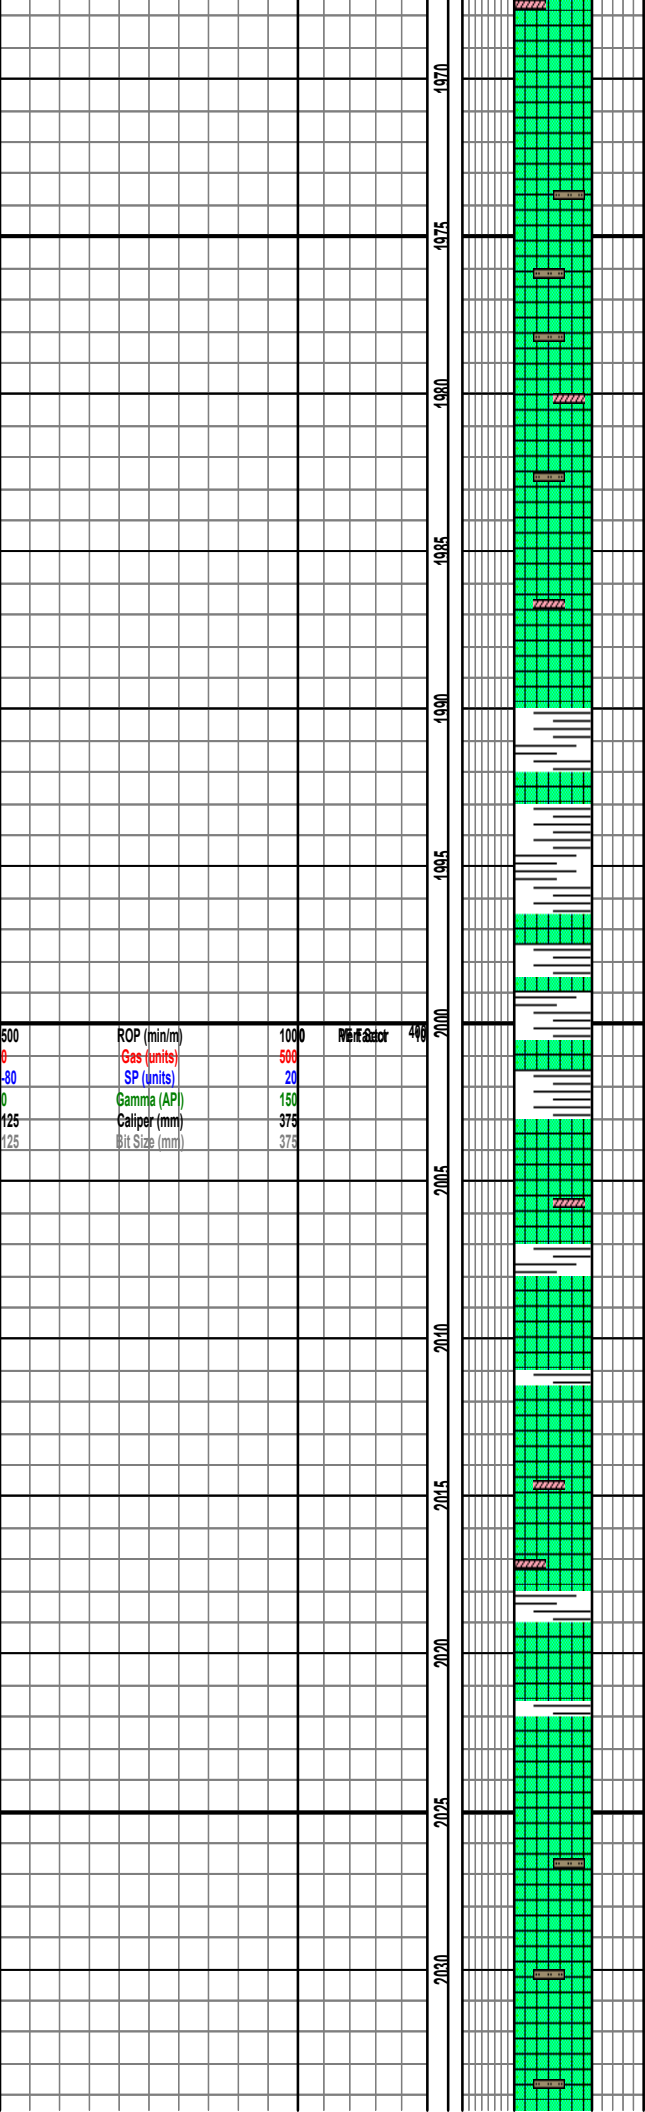 1970
1975
1980
1985
1990
1995
2000
500 ROP (min/m) 1000
0 Gas (units) 500
-80 SP (units) 20
0 Gamma (API) 150
125 Caliper (mm) 375
125 Bit Size (mm) 375
2005
2010
2015
2020
2025
2030